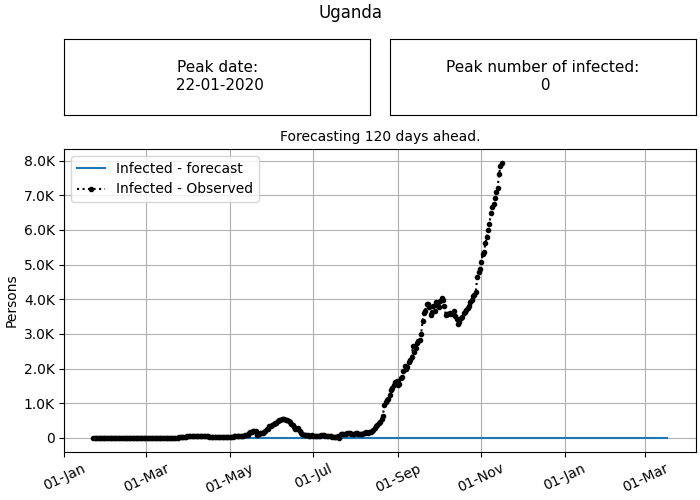 Uganda
Peak date:
22-01-2020
Peak number of infected:
0
Forecasting 120 days ahead.
Infected - forecast
Infected - Observed
8.0K
7.0K
6.0K
5.0K
4.0K
3.0K
2.0K
1.0K
0
Persons
01-Jan
01-Mar
01-May
01-Jul
01-Sep
01-Nov
01-Jan
01-Mar